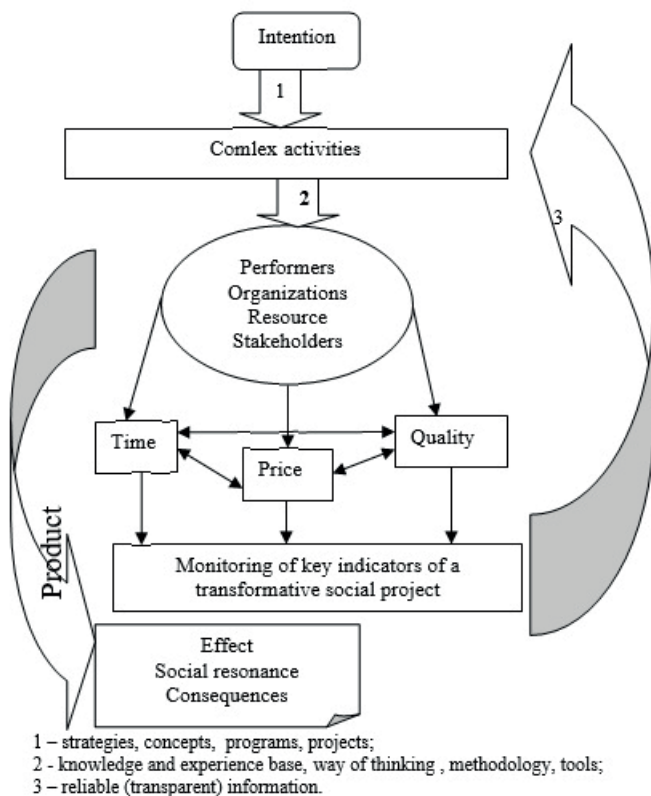 Intention
1
Comlex activities
2
3
Performers
Organizations
Resource
Stakeholders
Time
Quality
Price
Monitoring of key indicators of a
transformative social project
Product
Effect
Social resonance
Consequences
1 – strategies, concepts, programs, projects;
2 - knowledge and experience base, way of thinking , methodology, tools;
3 – reliable (transparent) information.